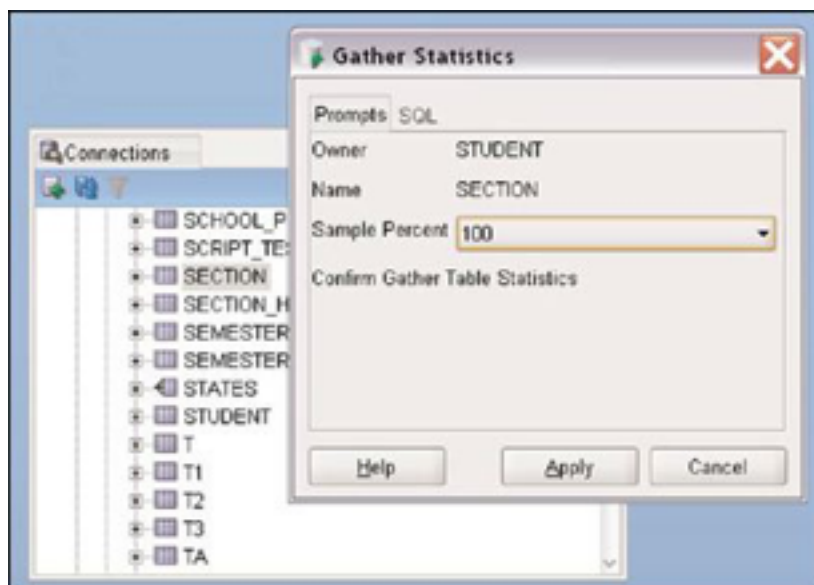 Gather Statistics
Prompts SQL
Owner STUDENT
Name SECTION
Sample Percent 100
Confirm Gather Table Statistics
Help Apply Cancel
Connections
SCHOOL_P
SCRIPT_TES
SECTION
SECTION_H
SEMESTER
SEMESTER
STATES
STUDENT
T
T1
T2
T3
TA